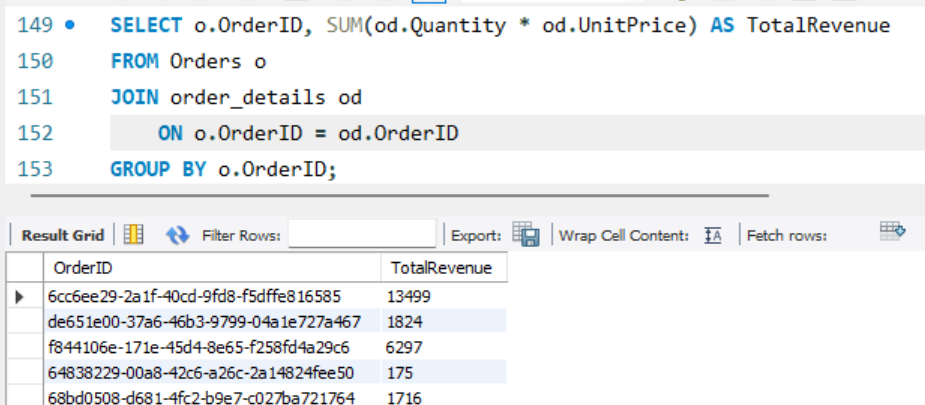 149 SELECT o.OrderID, SUM(od.Quantity * od.UnitPrice) AS TotalRevenue
150 FROM Orders o
151 JOIN order_details od
152 ON o.OrderID = od.OrderID
153 GROUP BY o.OrderID;
Result Grid Filter Rows: Export: Wrap Cell Content: Fetch rows:
OrderID TotalRevenue
6cc6ee29-2a1f-40cd-9fd8-f5dffe816585 13499
de651e00-37a6-46b3-9799-04a1e727a467 1824
f844106e-171e-45d4-8e65-f258fd4a29c6 6297
64838229-00a8-42c6-a26c-2a14824fee50 175
68bd0508-d681-4fc2-b9e7-c027ba721764 1716